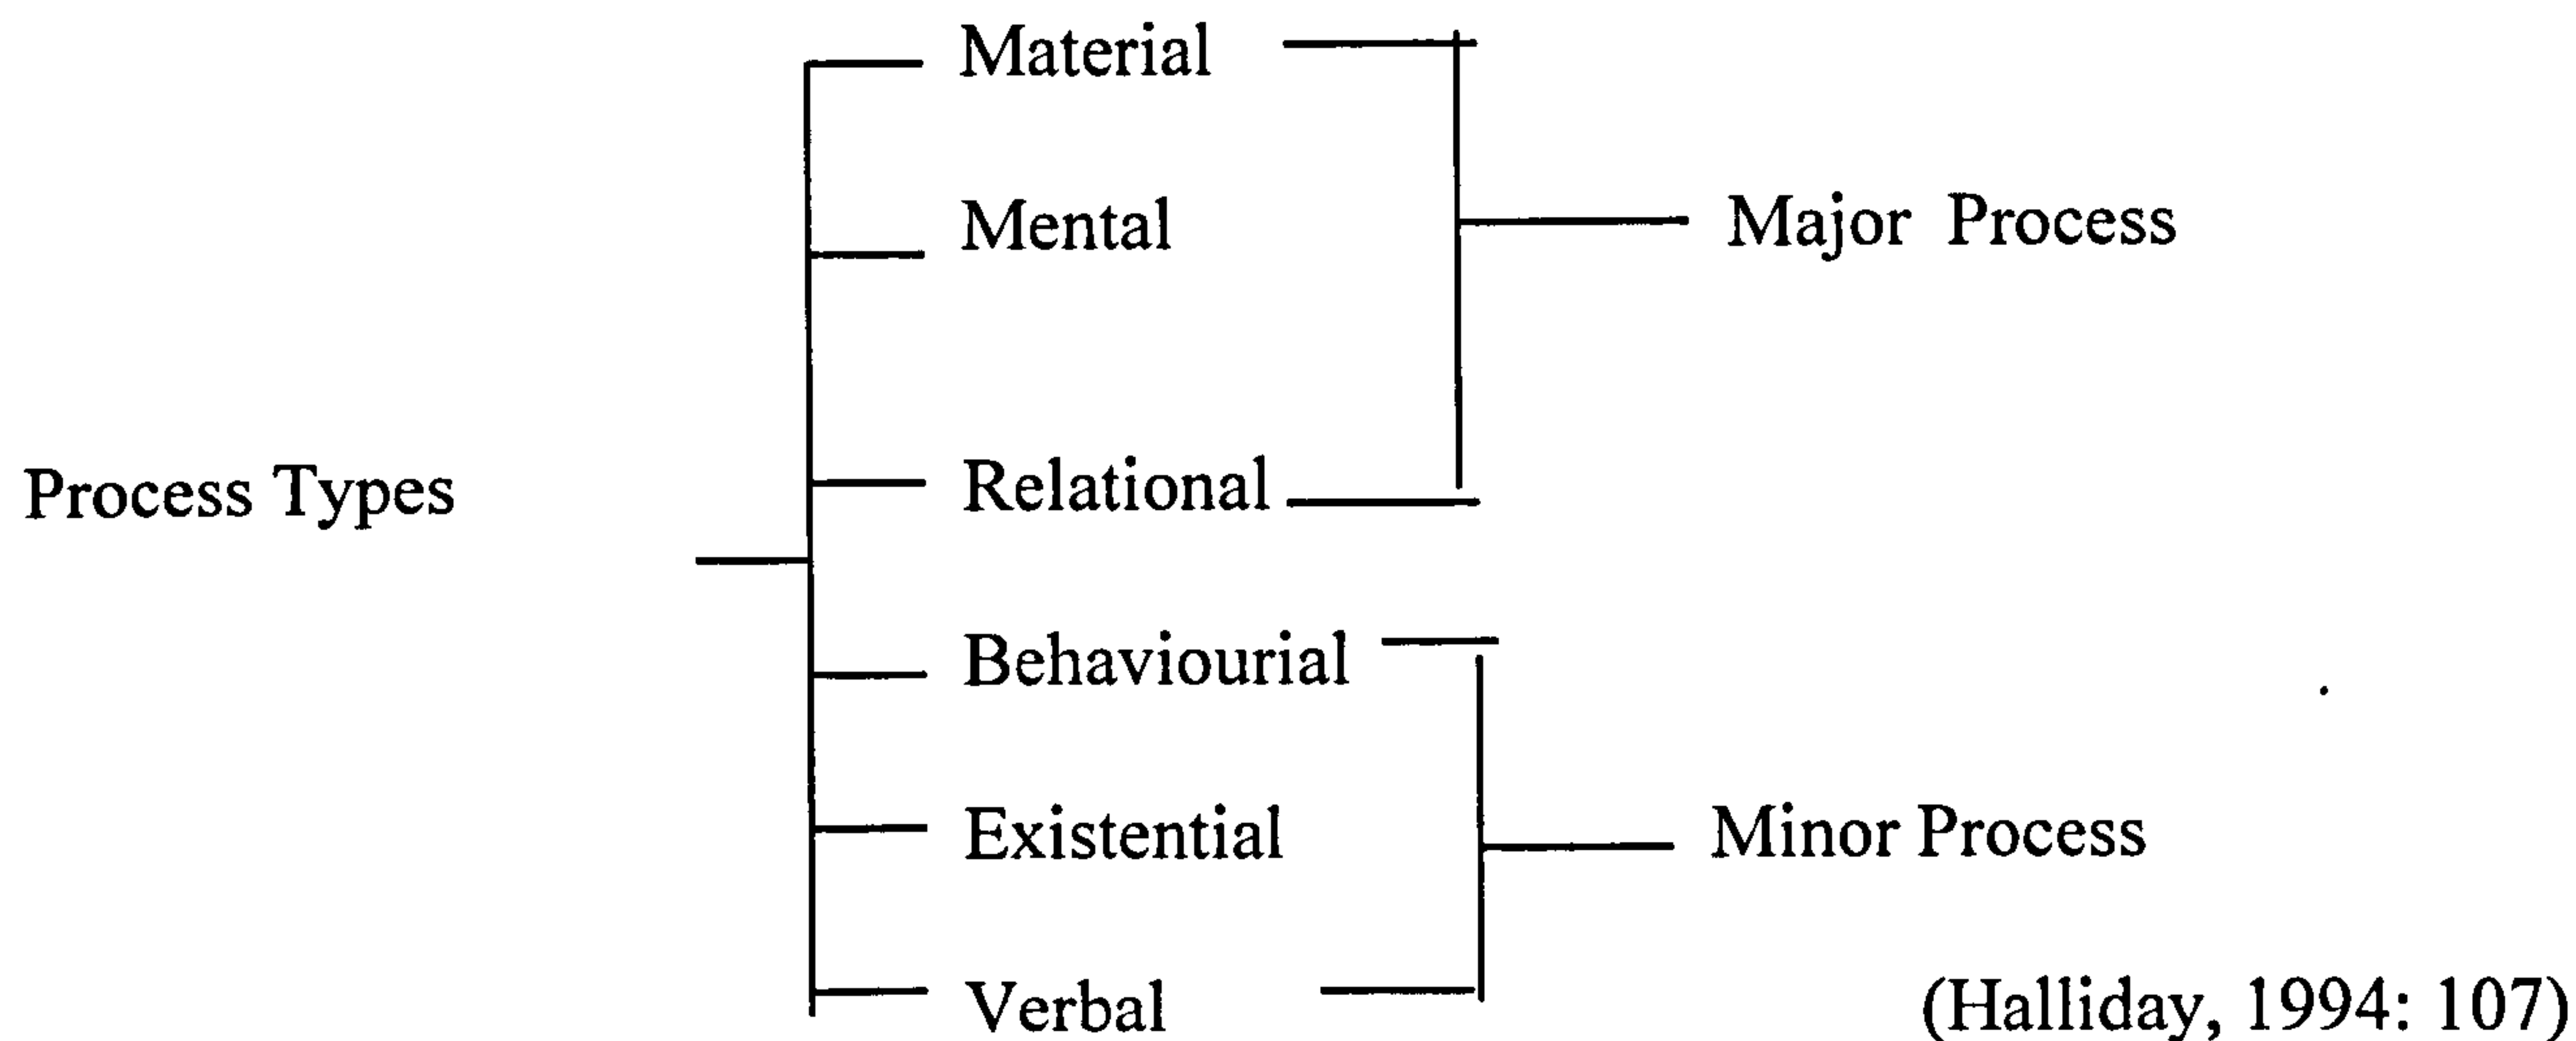 Material
Mental
Major Process
Process Types
Relational
Behaviourial
Existential
Minor Process
Verbal
(Halliday, 1994: 107)